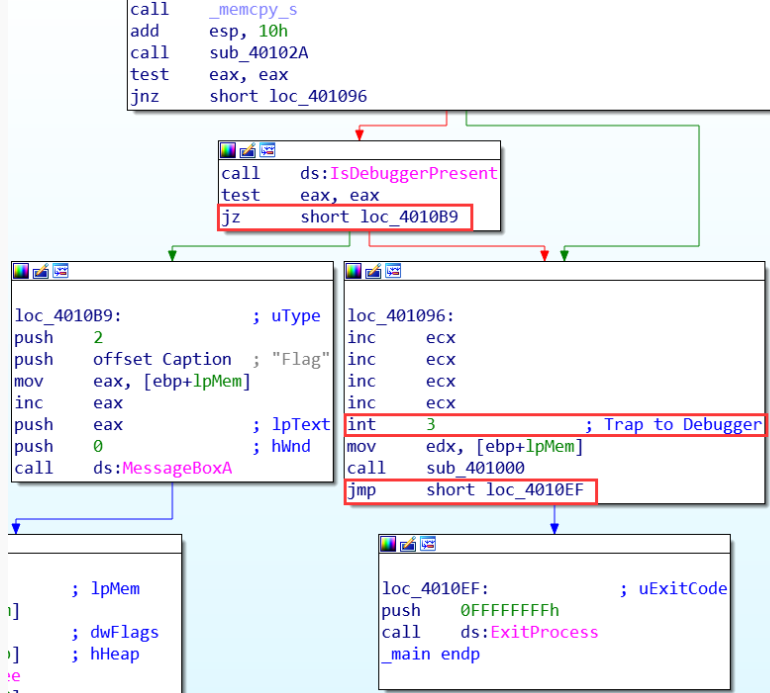 call _memcpy_s
add esp, 10h
call sub_40102A
test eax, eax
jnz short loc_401096
call ds:IsDebuggerPresent
test eax, eax
jz short loc_4010B9
loc_4010B9: ; uType
push 2
push offset Caption ; "Flag"
mov eax, [ebp+lpMem]
inc eax
push eax ; lpText
push 0 ; hWnd
call ds:MessageBoxA
loc_401096:
inc ecx
inc ecx
inc ecx
inc ecx
int 3 ; Trap to Debugger
mov edx, [ebp+lpMem]
call sub_401000
jmp short loc_4010EF
; lpMem
]
; dwFlags
] ; hHeap
loc_4010EF: ; uExitCode
push 0FFFFFFFFh
call ds:ExitProcess
_main endp